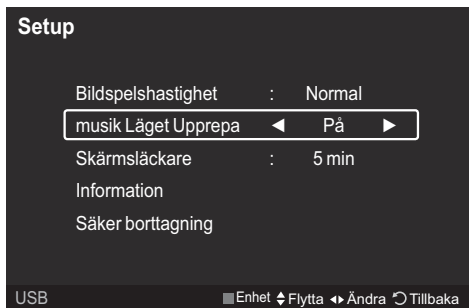 Setup
Bildspelshastighet : Normal
musik Läget Upprepa ◀ På ▶
Skärmsläckare : 5 min
Information
Säker borttagning
USB Enhet Flytta Ändra Tillbaka